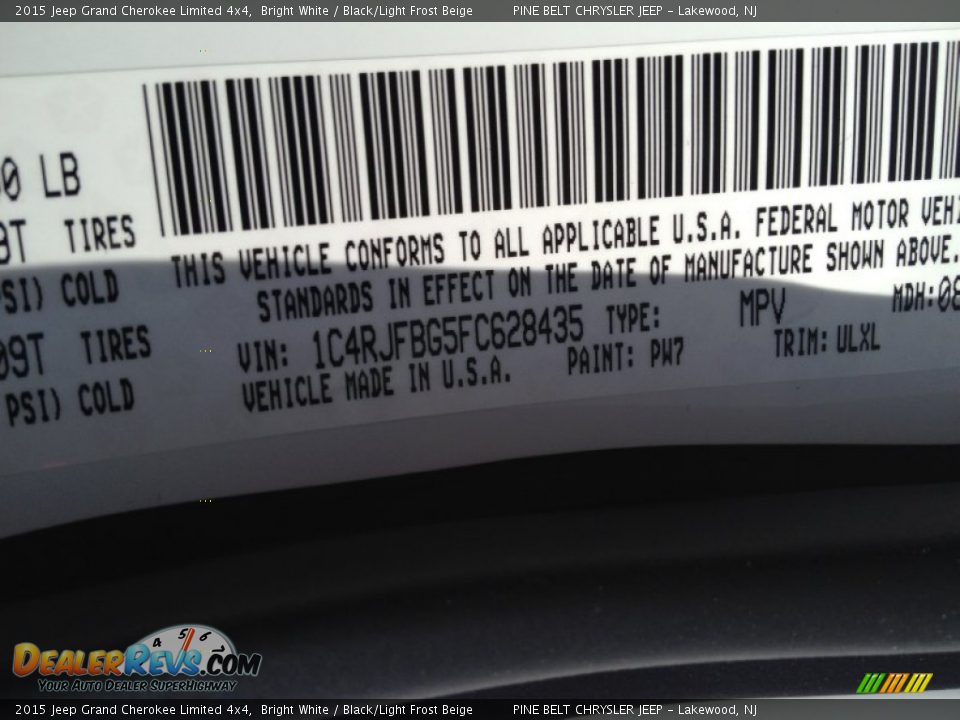 2015 Jeep Grand Cherokee Limited 4x4, Bright White / Black/Light Frost Beige PINE BELT CHRYSLER JEEP - Lakewood, NJ
0 LB
9T TIRES
PSI) COLD
09T TIRES
PSI) COLD
THIS VEHICLE CONFORMS TO ALL APPLICABLE U.S.A. FEDERAL MOTOR VEHI
STANDARDS IN EFFECT ON THE DATE OF MANUFACTURE SHOWN ABOVE.
VIN: 1C4RJFBG5FC628435 TYPE: MPV MDH:08
VEHICLE MADE IN U.S.A. PAINT: PW7 TRIM: ULXL
4 5 6
DEALERREVS.COM
YOUR AUTO DEALER SUPERHIGHWAY
2015 Jeep Grand Cherokee Limited 4x4, Bright White / Black/Light Frost Beige PINE BELT CHRYSLER JEEP - Lakewood, NJ